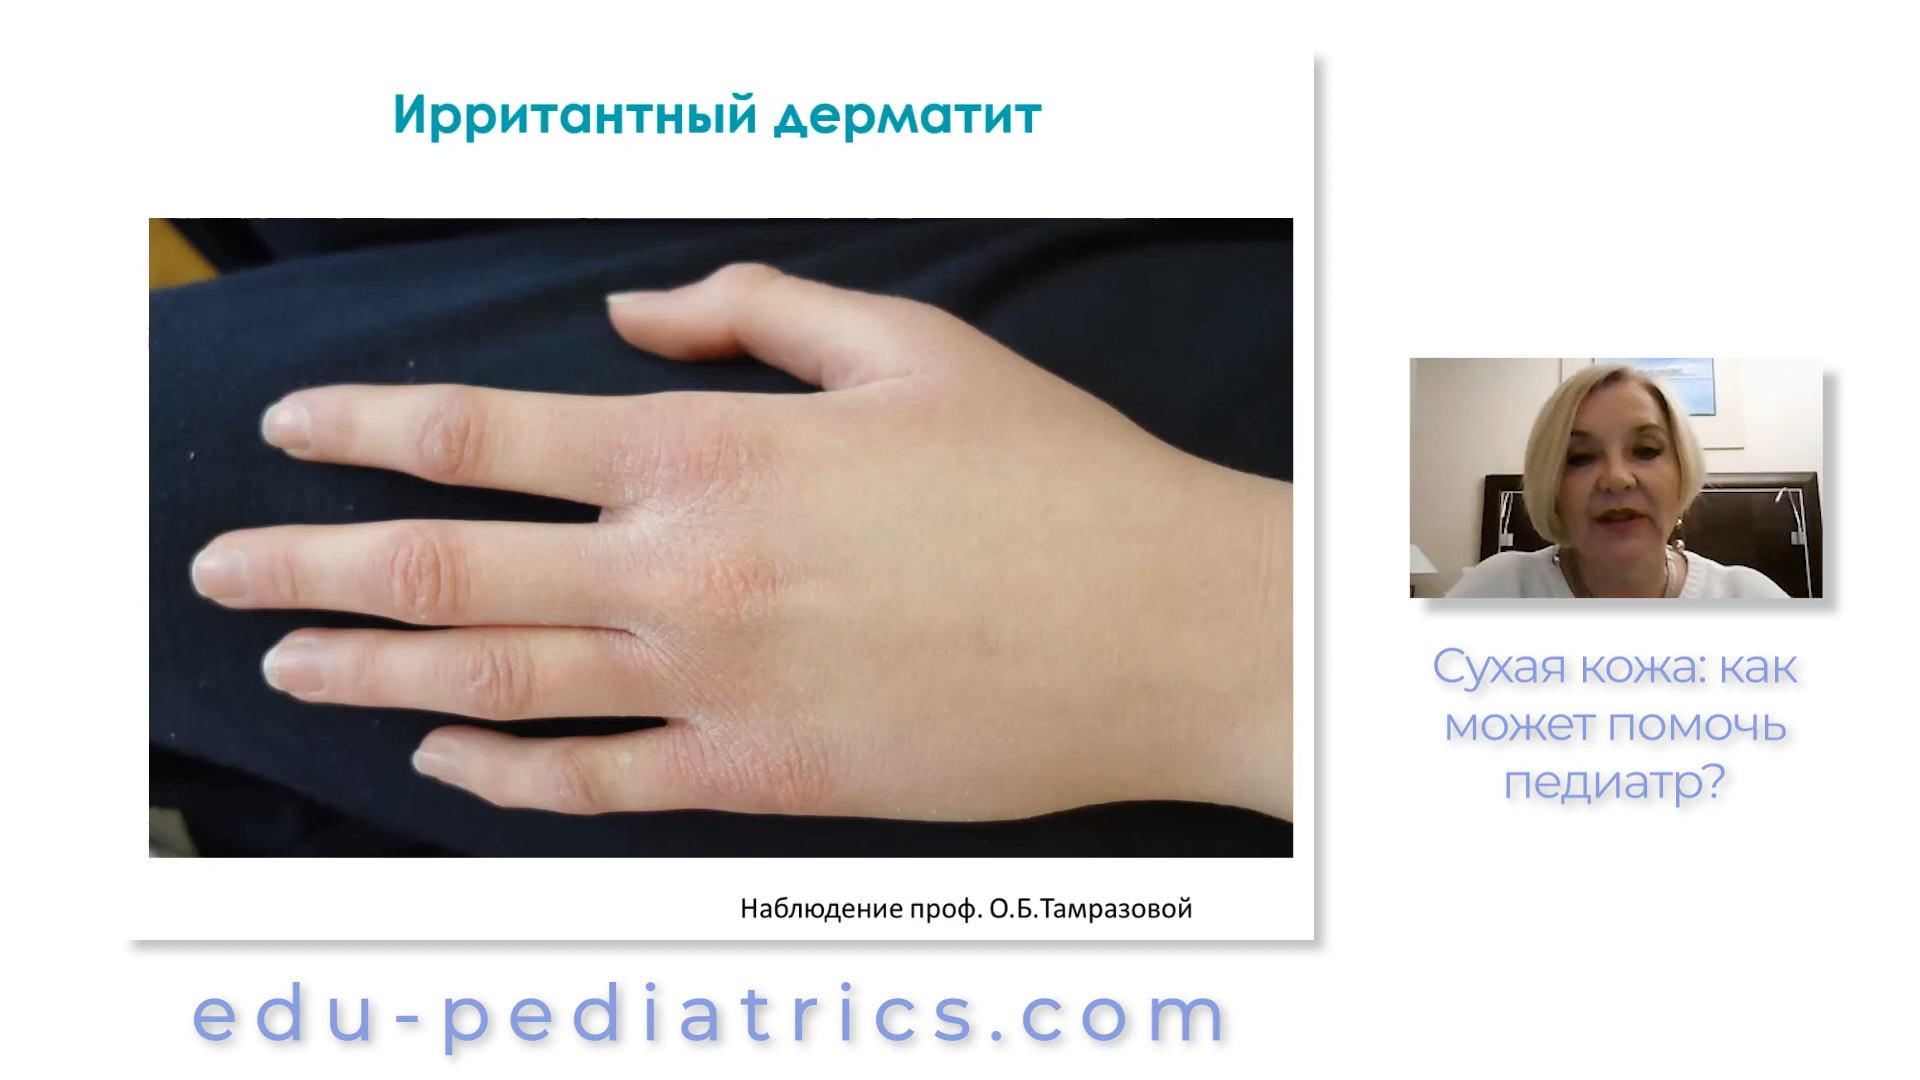 Ирритантный дерматит
Наблюдение проф. О.Б.Тамразовой
Сухая кожа: как
может помочь
педиатр?
edu-pediatrics.com